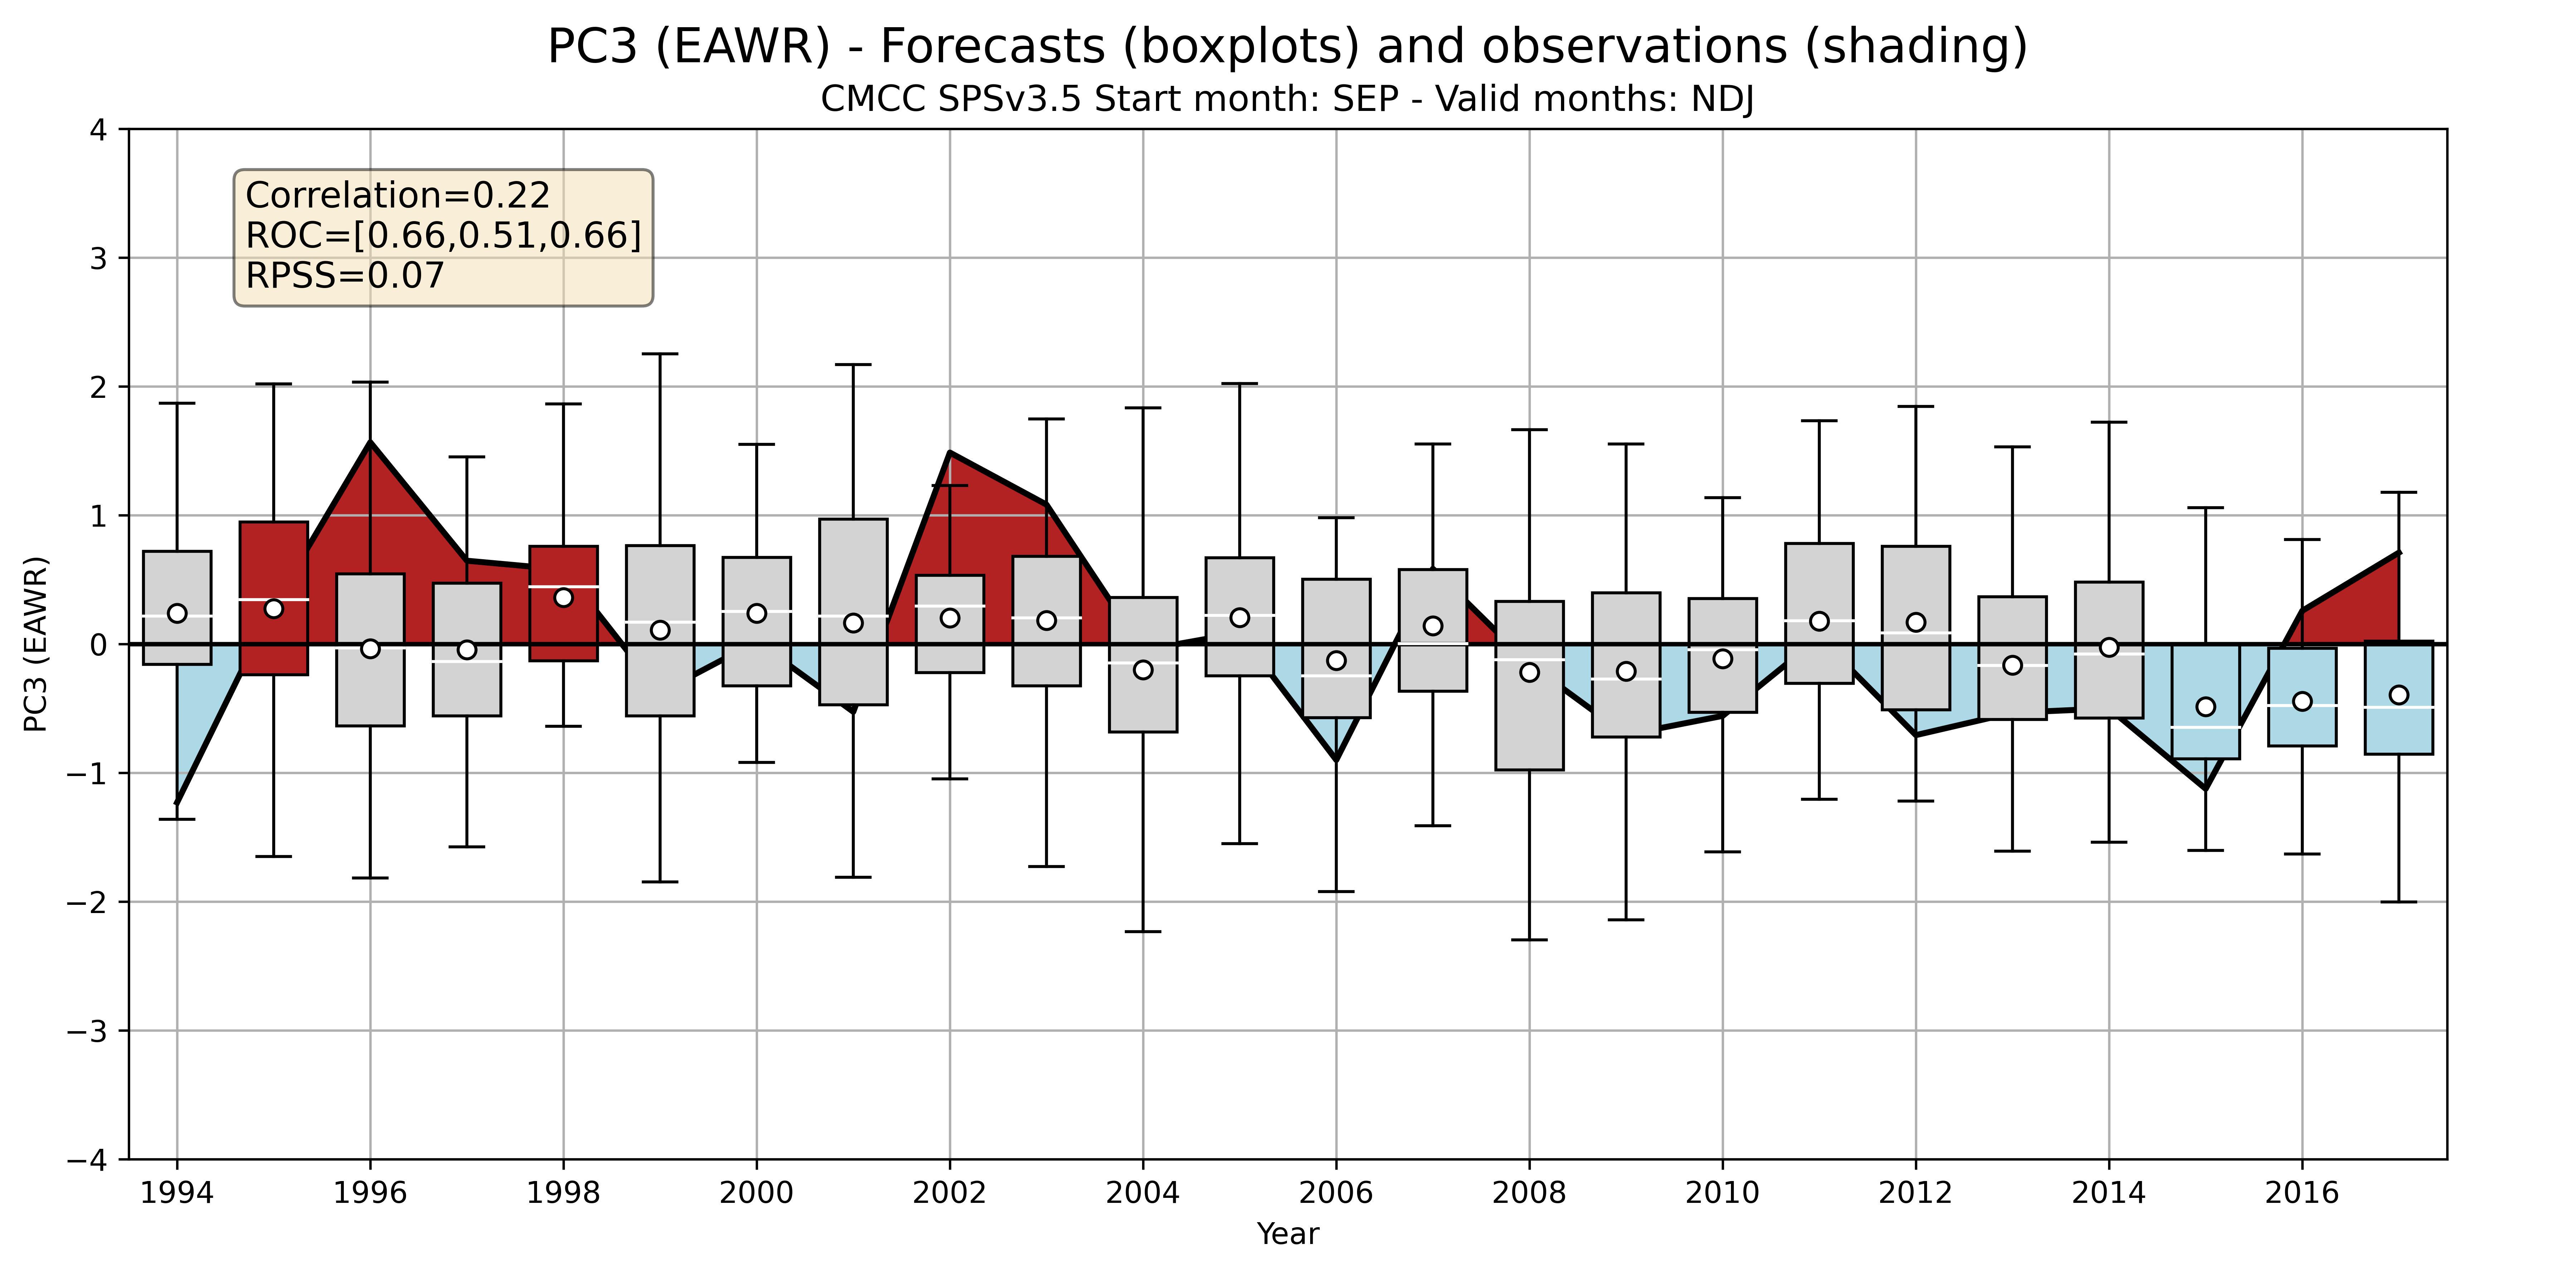 PC3 (EAWR) - Forecasts (boxplots) and observations (shading)
CMCC SPSv3.5 Start month: SEP - Valid months: NDJ
Correlation=0.22
ROC=[0.66,0.51,0.66]
RPSS=0.07
PC3 (EAWR)
4
3
2
1
0
−1
−2
−3
−4
1994 1996 1998 2000 2002 2004 2006 2008 2010 2012 2014 2016
Year